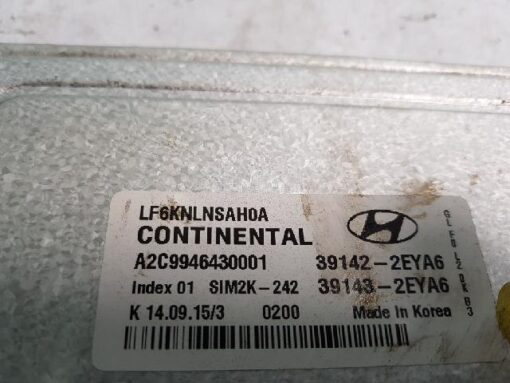 LF6KNLNSAH0A
CONTINENTAL
A2C9946430001 39142-2EYA6
Index 01 SIM2K-242 39143-2EYA6
K 14.09.15/3 0200 Made in Korea